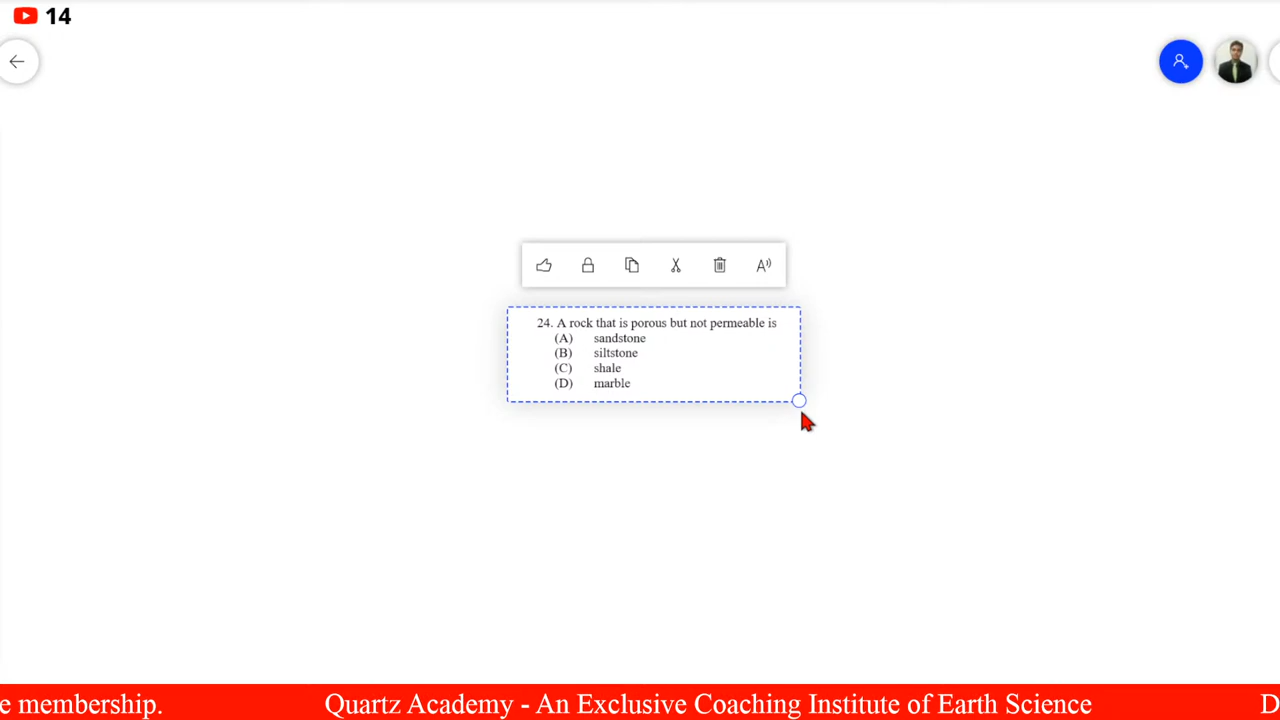 14
A
24. A rock that is porous but not permeable is
(A) sandstone
(B) siltstone
(C) shale
(D) marble
e membership. Quartz Academy - An Exclusive Coaching Institute of Earth Science D